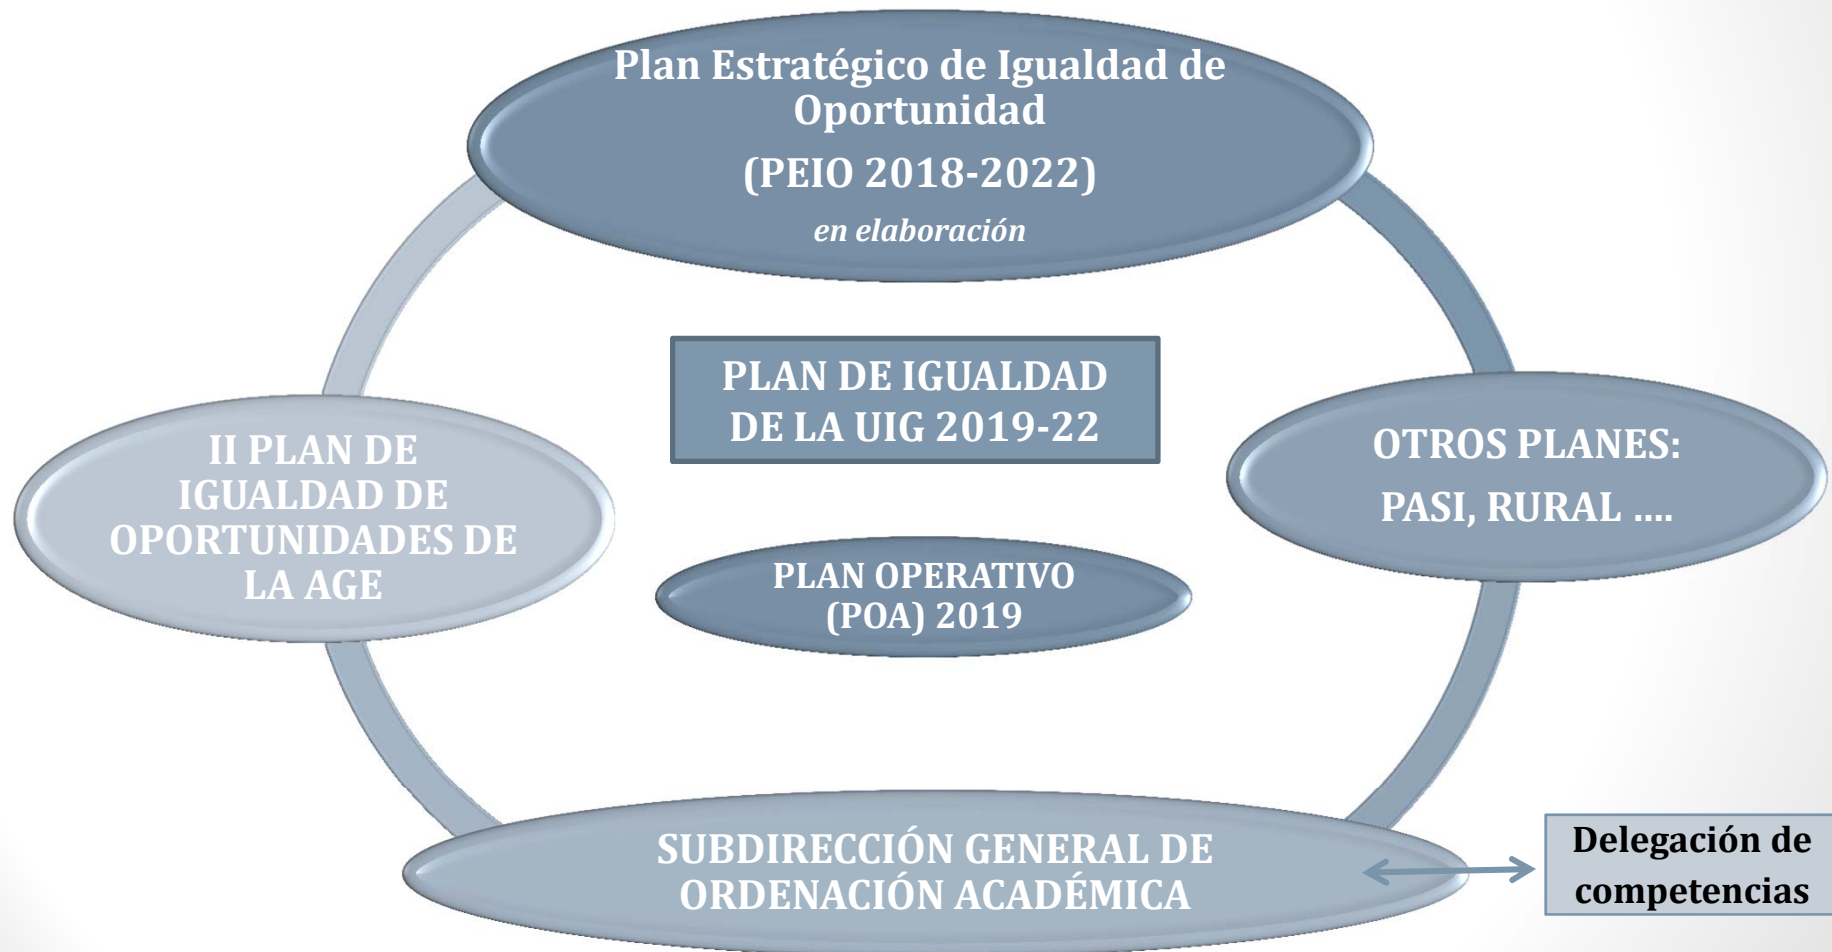 Plan Estratégico de Igualdad de
Oportunidad
(PEIO 2018-2022)
en elaboración
PLAN DE IGUALDAD
DE LA UIG 2019-22
II PLAN DE
IGUALDAD DE
OPORTUNIDADES DE
LA AGE
OTROS PLANES:
PASI, RURAL ....
PLAN OPERATIVO
(POA) 2019
SUBDIRECCIÓN GENERAL DE
ORDENACIÓN ACADÉMICA
Delegación de
competencias